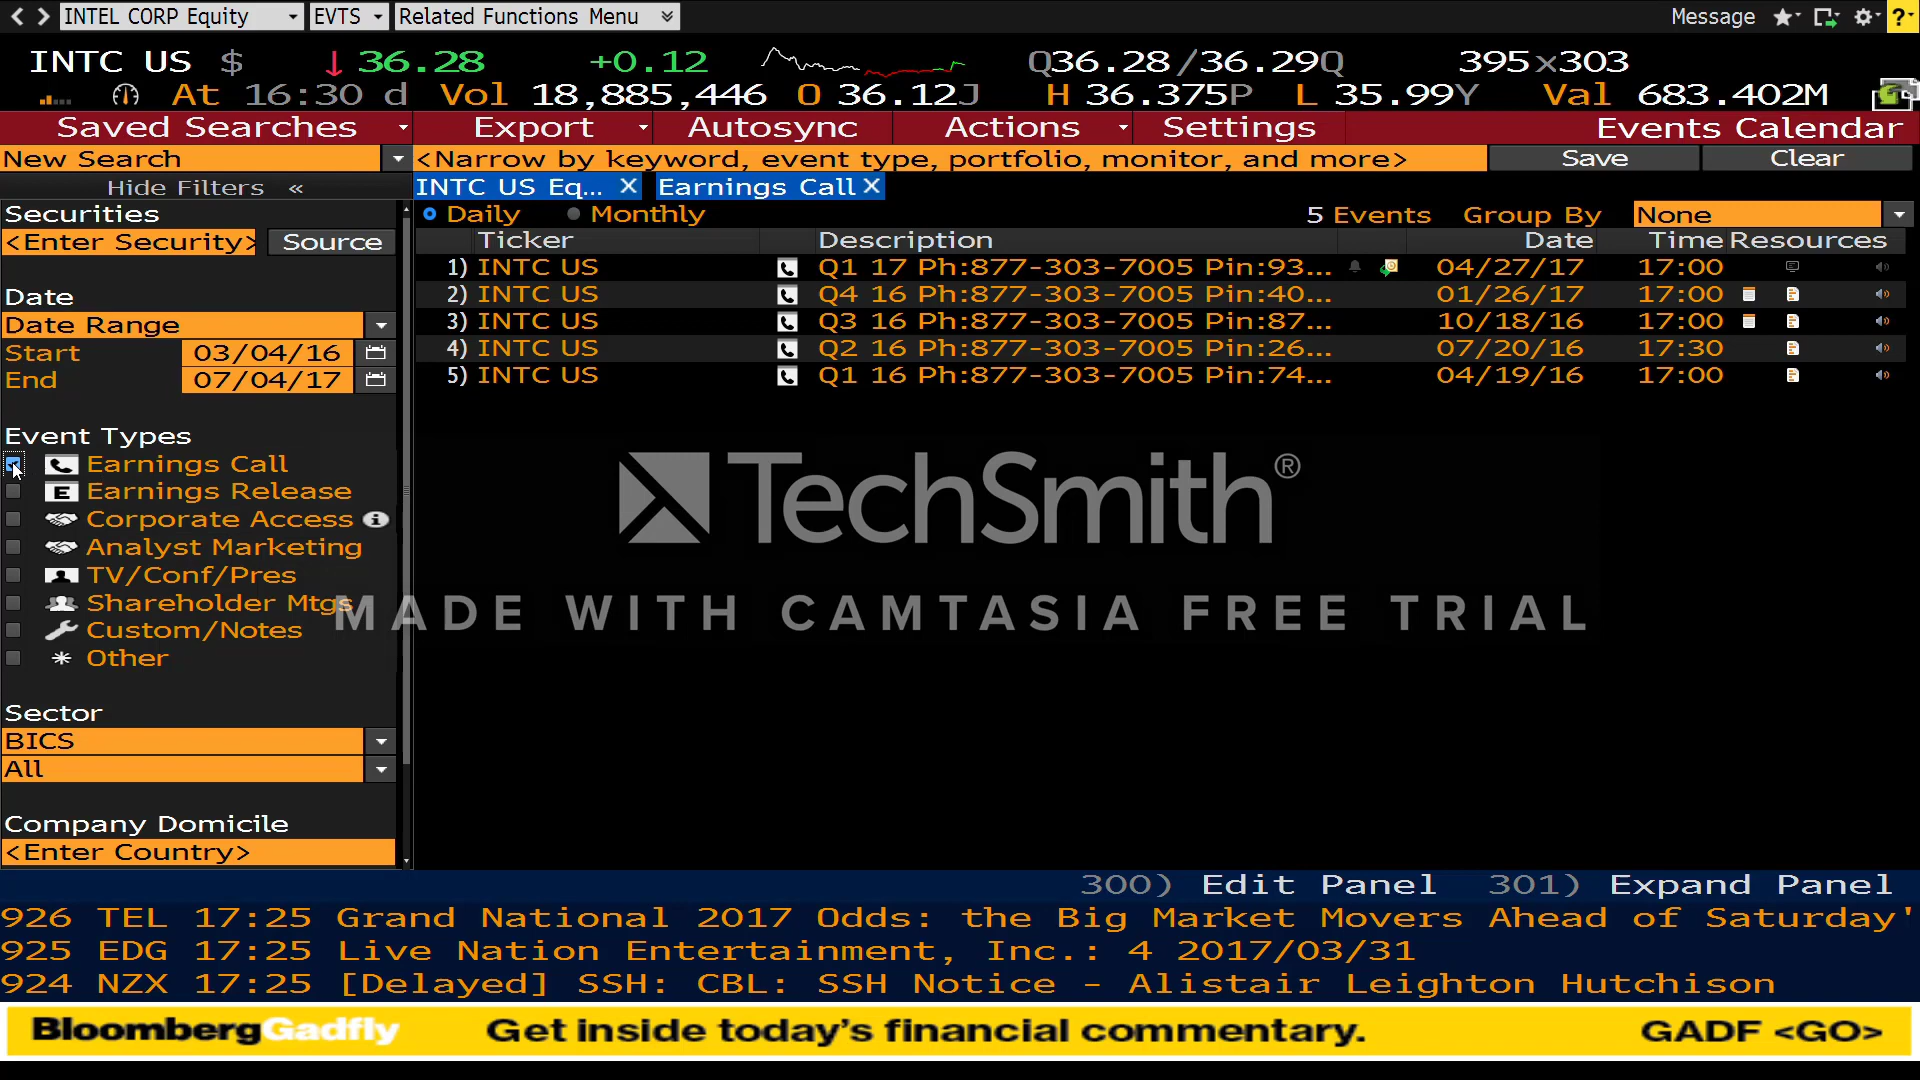 INTEL CORP Equity EVTS Related Functions Menu Message ?
INTC US $ ↓ 36.28 +0.12 Q36.28/36.29Q 395x303
At 16:30 d Vol 18,885,446 O 36.12J H 36.375P L 35.99Y Val 683.402M
Saved Searches Export Autosync Actions Settings Events Calendar
New Search <Narrow by keyword, event type, portfolio, monitor, and more> Save Clear
Hide Filters « INTC US Eq... X Earnings Call X
Securities Daily Monthly 5 Events Group By None
<Enter Security> Source Ticker Description Date Time Resources
1) INTC US Q1 17 Ph:877-303-7005 Pin:93... 04/27/17 17:00
2) INTC US Q4 16 Ph:877-303-7005 Pin:40... 01/26/17 17:00
3) INTC US Q3 16 Ph:877-303-7005 Pin:87... 10/18/16 17:00
4) INTC US Q2 16 Ph:877-303-7005 Pin:26... 07/20/16 17:30
5) INTC US Q1 16 Ph:877-303-7005 Pin:74... 04/19/16 17:00
Date
Date Range
Start 03/04/16
End 07/04/17
Event Types
Earnings Call
E Earnings Release
Corporate Access i
Analyst Marketing
TV/Conf/Pres
Shareholder Mtgs
Custom/Notes
Other
TechSmith®
MADE WITH CAMTASIA FREE TRIAL
Sector
BICS
All
Company Domicile
<Enter Country>
300) Edit Panel 301) Expand Panel
926 TEL 17:25 Grand National 2017 Odds: the Big Market Movers Ahead of Saturday'
925 EDG 17:25 Live Nation Entertainment, Inc.: 4 2017/03/31
924 NZX 17:25 [Delayed] SSH: CBL: SSH Notice - Alistair Leighton Hutchison
BloombergGadfly Get inside today's financial commentary. GADF <GO>